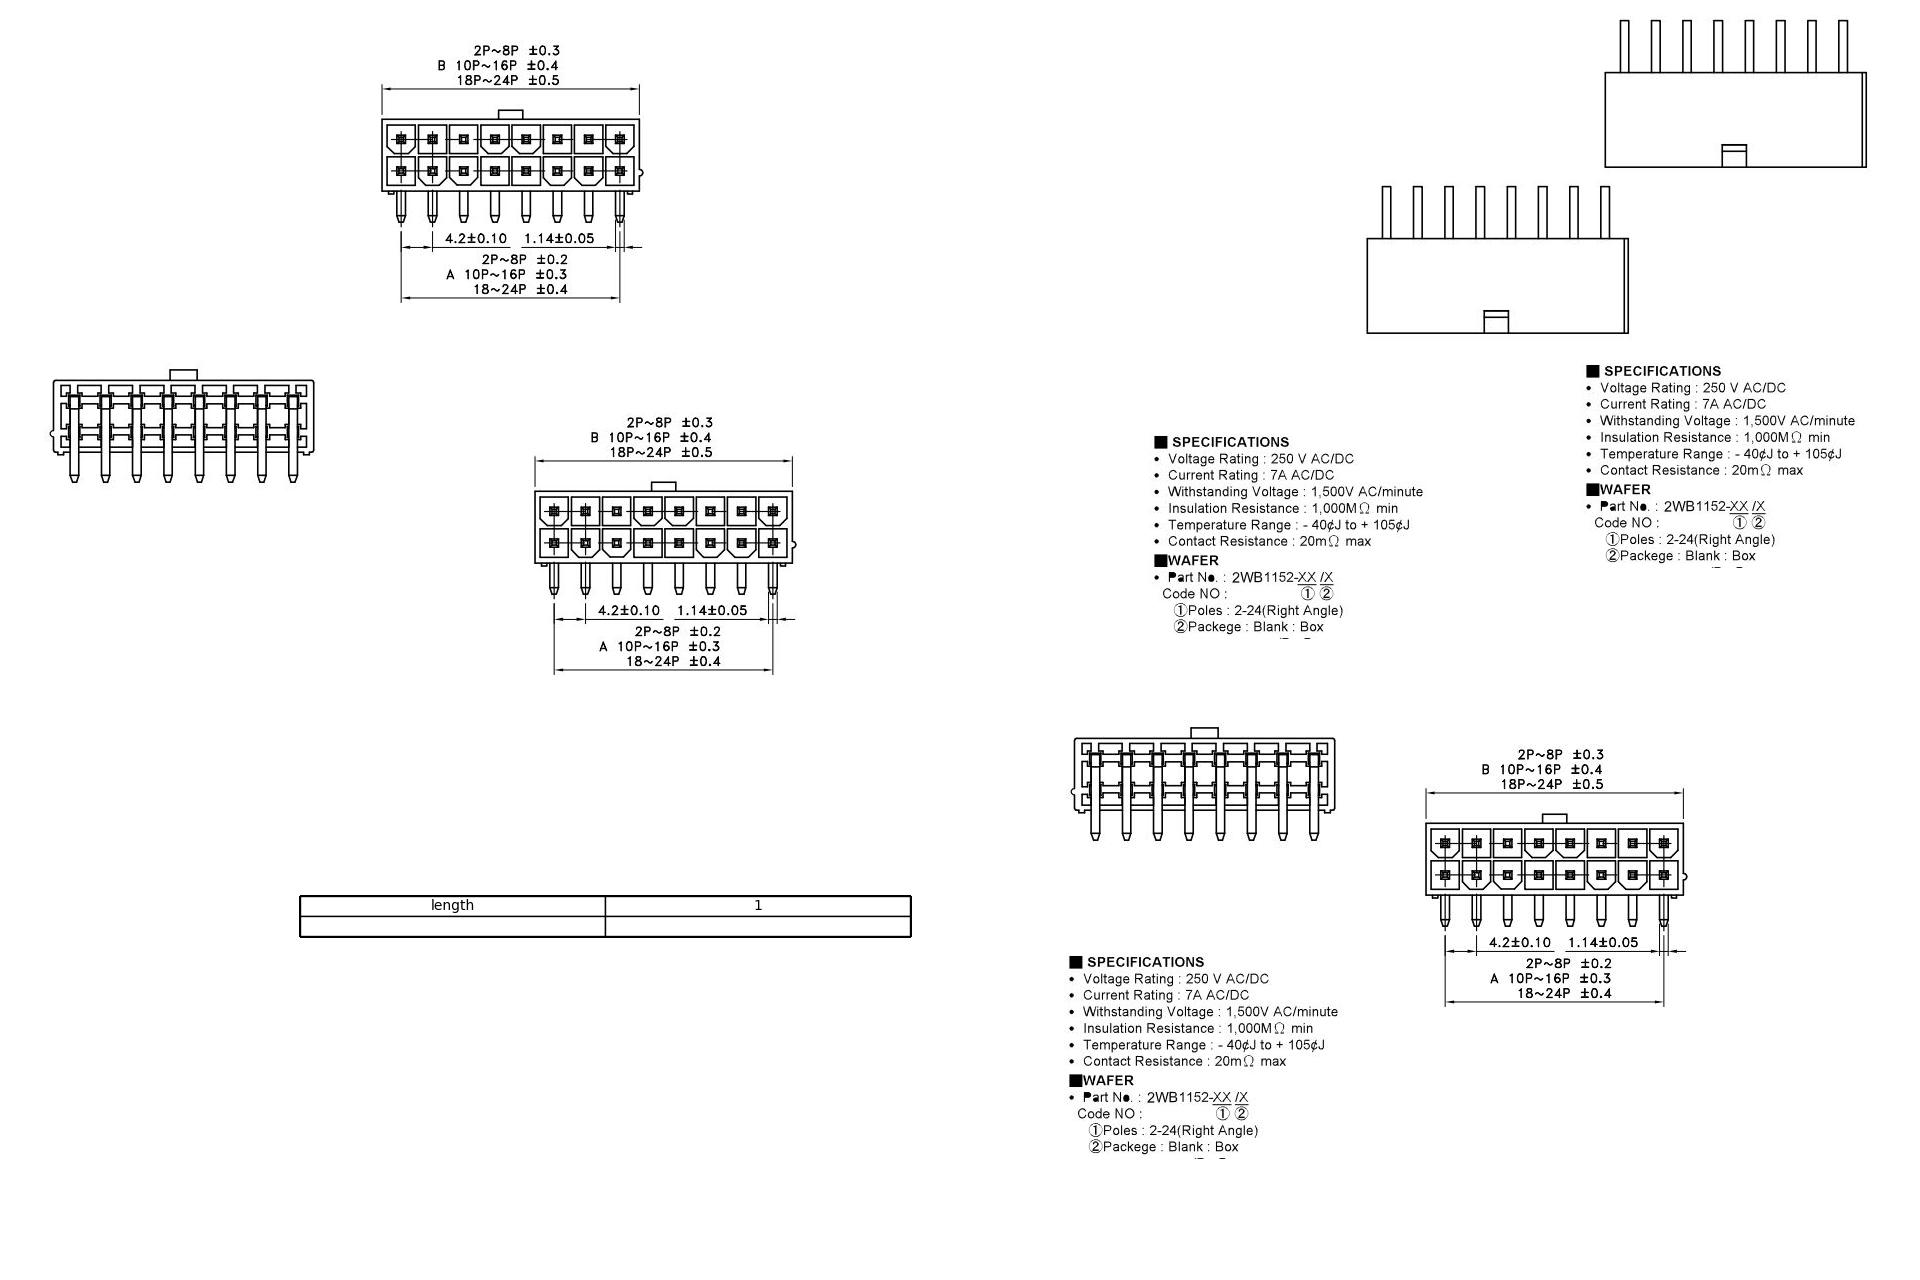 2P~8P ±0.3
B 10P~16P ±0.4
18P~24P ±0.5
4.2±0.10 1.14±0.05
2P~8P ±0.2
A 10P~16P ±0.3
18~24P ±0.4
2P~8P ±0.3
B 10P~16P ±0.4
18P~24P ±0.5
4.2±0.10 1.14±0.05
2P~8P ±0.2
A 10P~16P ±0.3
18~24P ±0.4
length 1
■ SPECIFICATIONS
• Voltage Rating : 250 V AC/DC
• Current Rating : 7A AC/DC
• Withstanding Voltage : 1,500V AC/minute
• Insulation Resistance : 1,000MΩ min
• Temperature Range : - 40¢J to + 105¢J
• Contact Resistance : 20mΩ max
■WAFER
• Part No. : 2WB1152-XX /X
Code NO : ① ②
①Poles : 2-24(Right Angle)
②Packege : Blank : Box
■ SPECIFICATIONS
• Voltage Rating : 250 V AC/DC
• Current Rating : 7A AC/DC
• Withstanding Voltage : 1,500V AC/minute
• Insulation Resistance : 1,000MΩ min
• Temperature Range : - 40¢J to + 105¢J
• Contact Resistance : 20mΩ max
■WAFER
• Part No. : 2WB1152-XX /X
Code NO : ① ②
①Poles : 2-24(Right Angle)
②Packege : Blank : Box
2P~8P ±0.3
B 10P~16P ±0.4
18P~24P ±0.5
4.2±0.10 1.14±0.05
2P~8P ±0.2
A 10P~16P ±0.3
18~24P ±0.4
■ SPECIFICATIONS
• Voltage Rating : 250 V AC/DC
• Current Rating : 7A AC/DC
• Withstanding Voltage : 1,500V AC/minute
• Insulation Resistance : 1,000MΩ min
• Temperature Range : - 40¢J to + 105¢J
• Contact Resistance : 20mΩ max
■WAFER
• Part No. : 2WB1152-XX /X
Code NO : ① ②
①Poles : 2-24(Right Angle)
②Packege : Blank : Box